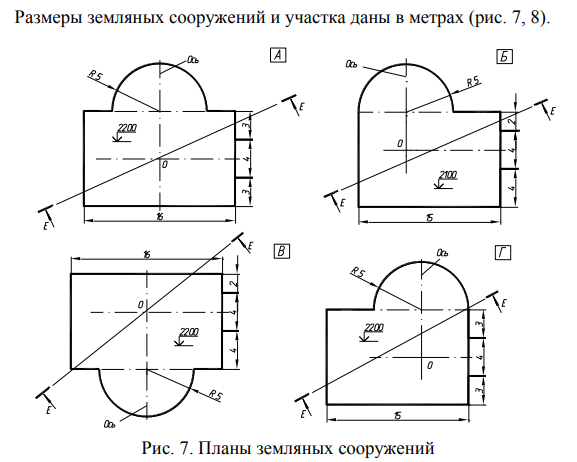 Размеры земляных сооружений и участка даны в метрах (рис. 7, 8).
Ось
А
R5
E
2200
3
4
3
0
E
16
Ось
Б
R5
E
2
4
4
0
2100
E
15
16
E
В
2
4
4
0
2200
R5
E
Ось
Ось
Г
R5
E
2200
3
4
3
0
E
15
Рис. 7. Планы земляных сооружений